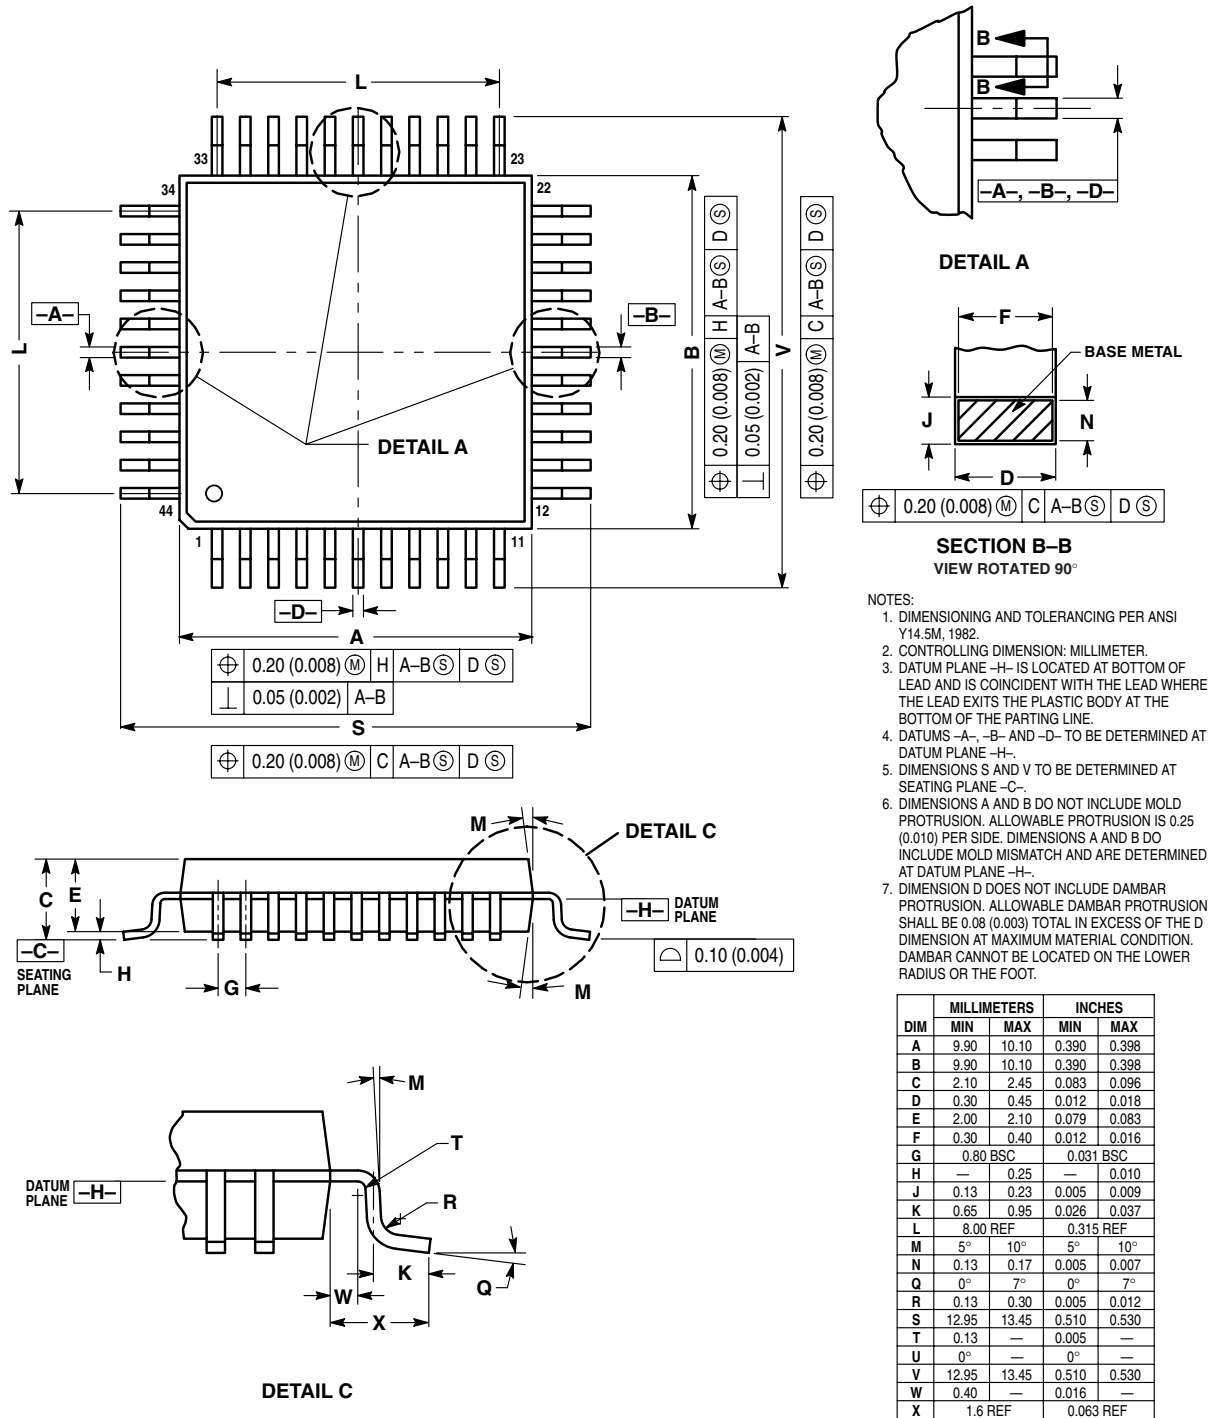 L
33
23
34
22
–A–
–B–
L
B
V
DETAIL A
44
12
1
11
–D–
A
⌖ 0.20 (0.008) Ⓜ H A–B Ⓢ D Ⓢ
⊥ 0.05 (0.002) A–B
S
⌖ 0.20 (0.008) Ⓜ C A–B Ⓢ D Ⓢ
⌖ 0.20 (0.008) Ⓜ H A–B Ⓢ D Ⓢ
⊥ 0.05 (0.002) A–B
⌖ 0.20 (0.008) Ⓜ C A–B Ⓢ D Ⓢ
B
B
–A–, –B–, –D–
DETAIL A
F
BASE METAL
J
N
D
⌖ 0.20 (0.008) Ⓜ C A–B Ⓢ D Ⓢ
SECTION B–B
VIEW ROTATED 90°
M
DETAIL C
C
E
–H– DATUM
PLANE
–C–
SEATING
PLANE
H
G
M
⌓ 0.10 (0.004)
M
T
R
DATUM
PLANE –H–
K
Q
W
X
DETAIL C
NOTES:
1. DIMENSIONING AND TOLERANCING PER ANSI
Y14.5M, 1982.
2. CONTROLLING DIMENSION: MILLIMETER.
3. DATUM PLANE –H– IS LOCATED AT BOTTOM OF
LEAD AND IS COINCIDENT WITH THE LEAD WHERE
THE LEAD EXITS THE PLASTIC BODY AT THE
BOTTOM OF THE PARTING LINE.
4. DATUMS –A–, –B– AND –D– TO BE DETERMINED AT
DATUM PLANE –H–.
5. DIMENSIONS S AND V TO BE DETERMINED AT
SEATING PLANE –C–.
6. DIMENSIONS A AND B DO NOT INCLUDE MOLD
PROTRUSION. ALLOWABLE PROTRUSION IS 0.25
(0.010) PER SIDE. DIMENSIONS A AND B DO
INCLUDE MOLD MISMATCH AND ARE DETERMINED
AT DATUM PLANE –H–.
7. DIMENSION D DOES NOT INCLUDE DAMBAR
PROTRUSION. ALLOWABLE DAMBAR PROTRUSION
SHALL BE 0.08 (0.003) TOTAL IN EXCESS OF THE D
DIMENSION AT MAXIMUM MATERIAL CONDITION.
DAMBAR CANNOT BE LOCATED ON THE LOWER
RADIUS OR THE FOOT.
MILLIMETERS INCHES
DIM MIN MAX MIN MAX
A 9.90 10.10 0.390 0.398
B 9.90 10.10 0.390 0.398
C 2.10 2.45 0.083 0.096
D 0.30 0.45 0.012 0.018
E 2.00 2.10 0.079 0.083
F 0.30 0.40 0.012 0.016
G 0.80 BSC 0.031 BSC
H — 0.25 — 0.010
J 0.13 0.23 0.005 0.009
K 0.65 0.95 0.026 0.037
L 8.00 REF 0.315 REF
M 5° 10° 5° 10°
N 0.13 0.17 0.005 0.007
Q 0° 7° 0° 7°
R 0.13 0.30 0.005 0.012
S 12.95 13.45 0.510 0.530
T 0.13 — 0.005 —
U 0° — 0° —
V 12.95 13.45 0.510 0.530
W 0.40 — 0.016 —
X 1.6 REF 0.063 REF